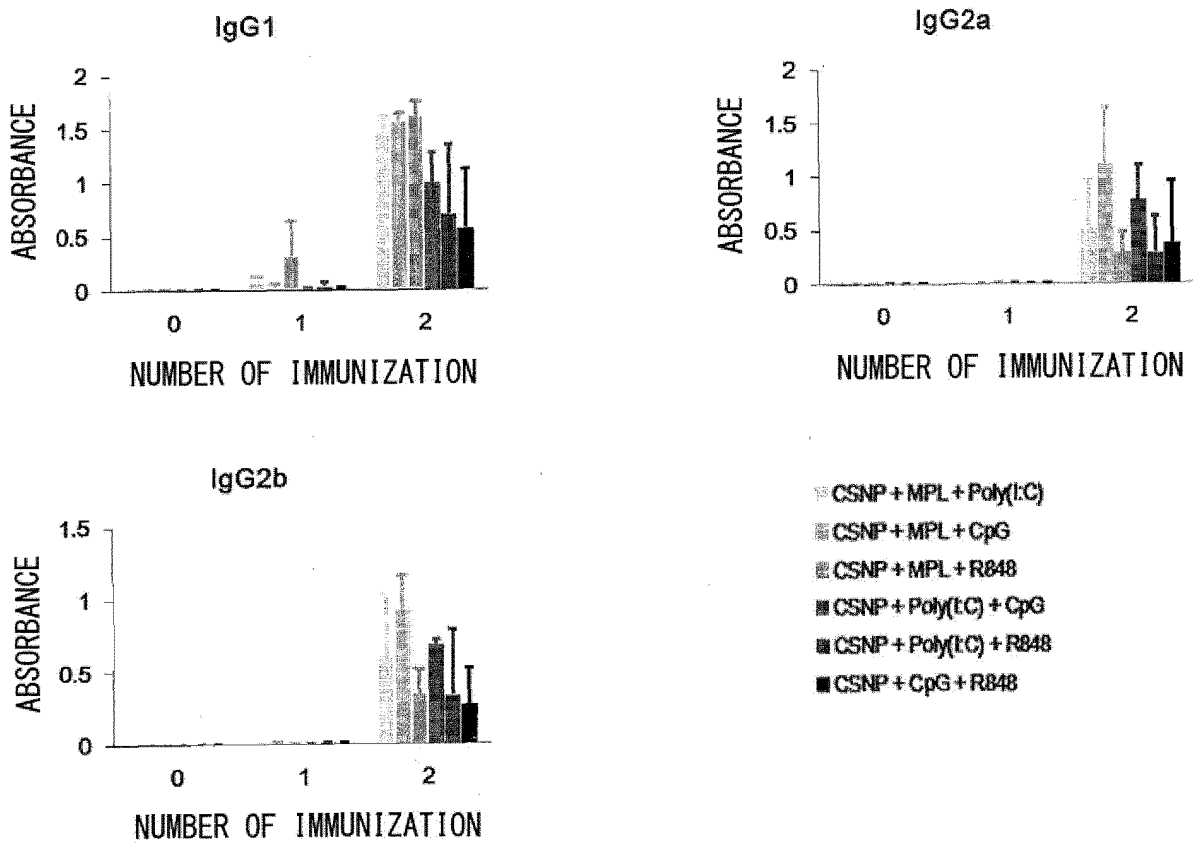 IgG1
2
1.5
1
0.5
0
ABSORBANCE
0 1 2
NUMBER OF IMMUNIZATION
IgG2a
2
1.5
1
0.5
0
ABSORBANCE
0 1 2
NUMBER OF IMMUNIZATION
IgG2b
1.5
1
0.5
0
ABSORBANCE
0 1 2
NUMBER OF IMMUNIZATION
CSNP + MPL + Poly(I:C)
CSNP + MPL + CpG
CSNP + MPL + R848
CSNP + Poly(I:C) + CpG
CSNP + Poly(I:C) + R848
CSNP + CpG + R848